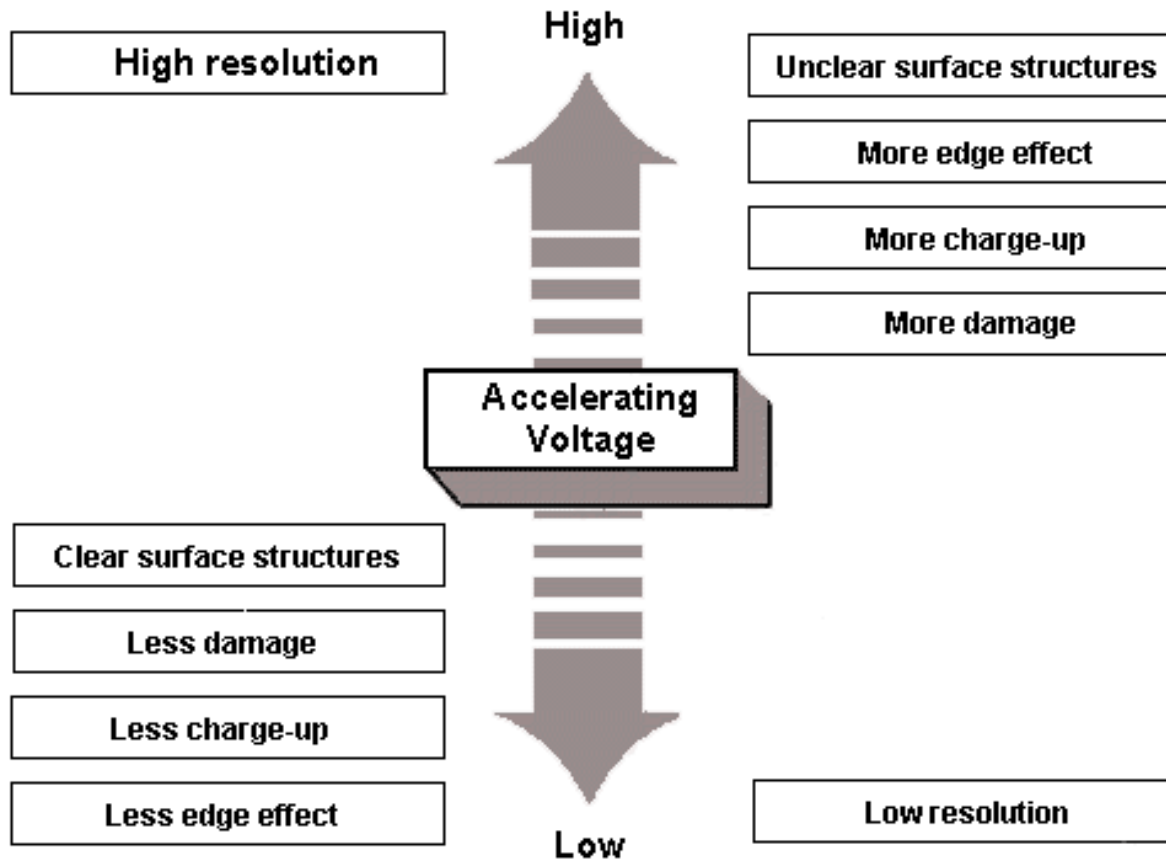 High
High resolution
Unclear surface structures
More edge effect
More charge-up
More damage
Accelerating
Voltage
Clear surface structures
Less damage
Less charge-up
Less edge effect
Low resolution
Low